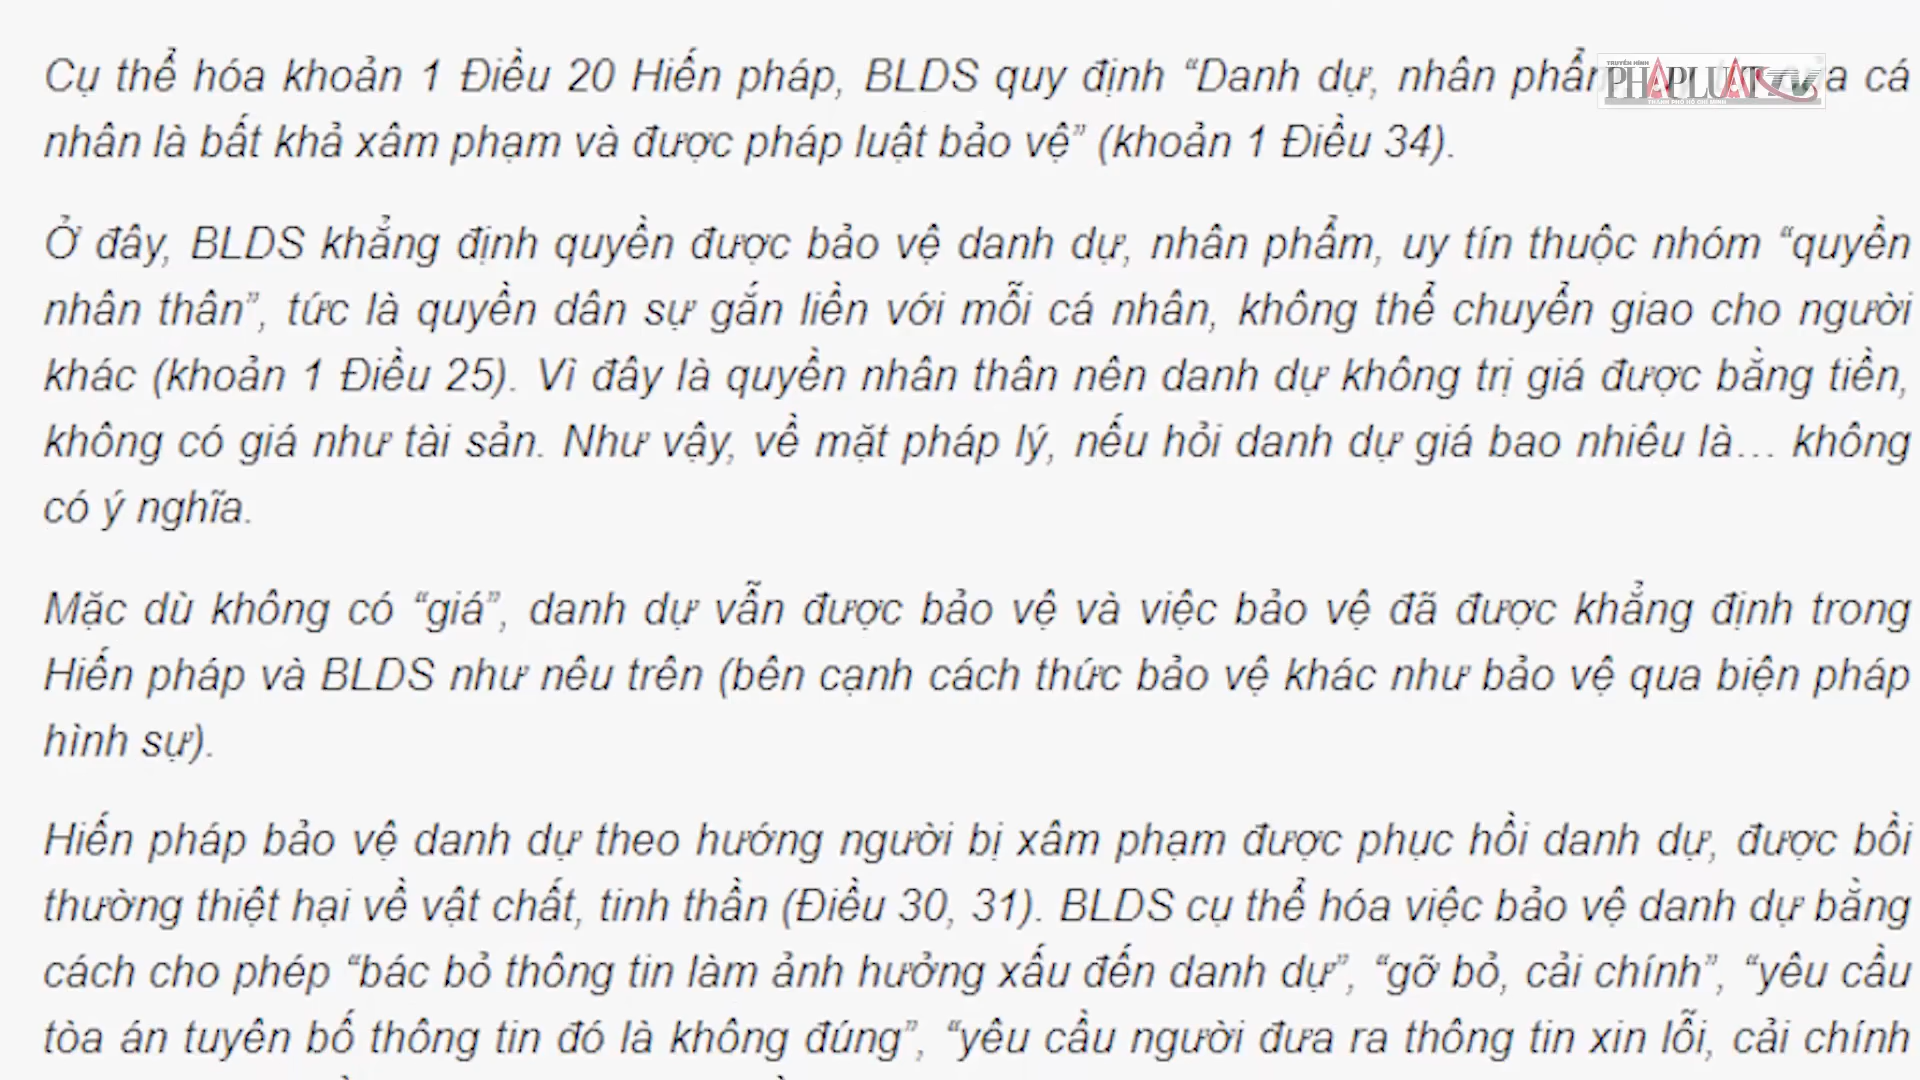 Cụ thể hóa khoản 1 Điều 20 Hiến pháp, BLDS quy định “Danh dự, nhân phẩm cá
TRUYỀN HÌNH
PHÁP LUẬT TV
THÀNH PHỐ HỒ CHÍ MINH
nhân là bất khả xâm phạm và được pháp luật bảo vệ” (khoản 1 Điều 34).
Ở đây, BLDS khẳng định quyền được bảo vệ danh dự, nhân phẩm, uy tín thuộc nhóm “quyền
nhân thân”, tức là quyền dân sự gắn liền với mỗi cá nhân, không thể chuyển giao cho người
khác (khoản 1 Điều 25). Vì đây là quyền nhân thân nên danh dự không trị giá được bằng tiền,
không có giá như tài sản. Như vậy, về mặt pháp lý, nếu hỏi danh dự giá bao nhiêu là… không
có ý nghĩa.
Mặc dù không có “giá”, danh dự vẫn được bảo vệ và việc bảo vệ đã được khẳng định trong
Hiến pháp và BLDS như nêu trên (bên cạnh cách thức bảo vệ khác như bảo vệ qua biện pháp
hình sự).
Hiến pháp bảo vệ danh dự theo hướng người bị xâm phạm được phục hồi danh dự, được bồi
thường thiệt hại về vật chất, tinh thần (Điều 30, 31). BLDS cụ thể hóa việc bảo vệ danh dự bằng
cách cho phép “bác bỏ thông tin làm ảnh hưởng xấu đến danh dự”, “gỡ bỏ, cải chính”, “yêu cầu
tòa án tuyên bố thông tin đó là không đúng”, “yêu cầu người đưa ra thông tin xin lỗi, cải chính